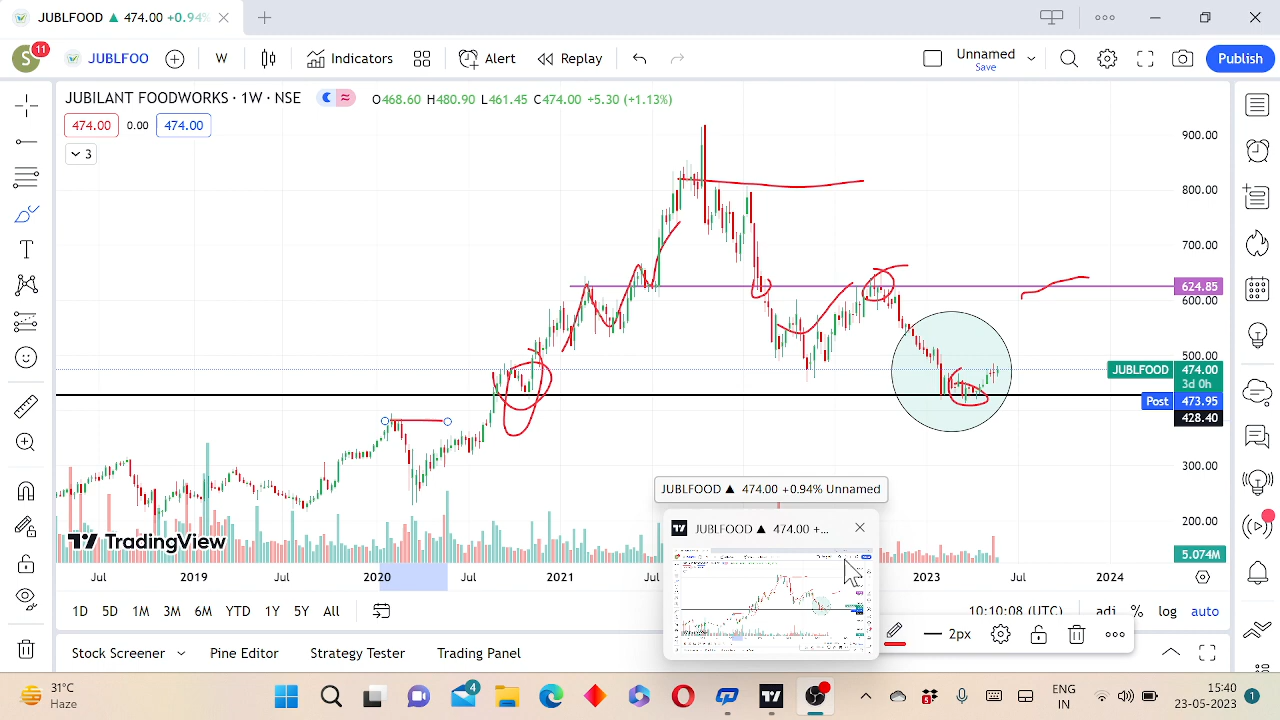 JUBLFOOD ▲ 474.00 +0.94%
S 11 JUBLFOO W Indicators Alert Replay Unnamed Save Publish
JUBILANT FOODWORKS · 1W · NSE O468.60 H480.90 L461.45 C474.00 +5.30 (+1.13%)
474.00 0.00 474.00
3
900.00
800.00
700.00
624.85
600.00
500.00
JUBLFOOD 474.00
3d 0h
Post 473.95
428.40
300.00
200.00
5.074M
JUBLFOOD ▲ 474.00 +0.94% Unnamed
JUBLFOOD ▲ 474.00 +...
TradingView
Jul 2019 Jul 2020 Jul 2021 Jul 2023 Jul 2024
1D 5D 1M 3M 6M YTD 1Y 5Y All 10:10:08 (UTC) adj % log auto
2px
Stock Screener Pine Editor Strategy Tester Trading Panel
31°C
Haze
4
ENG
IN
15:40
23-05-2023
1